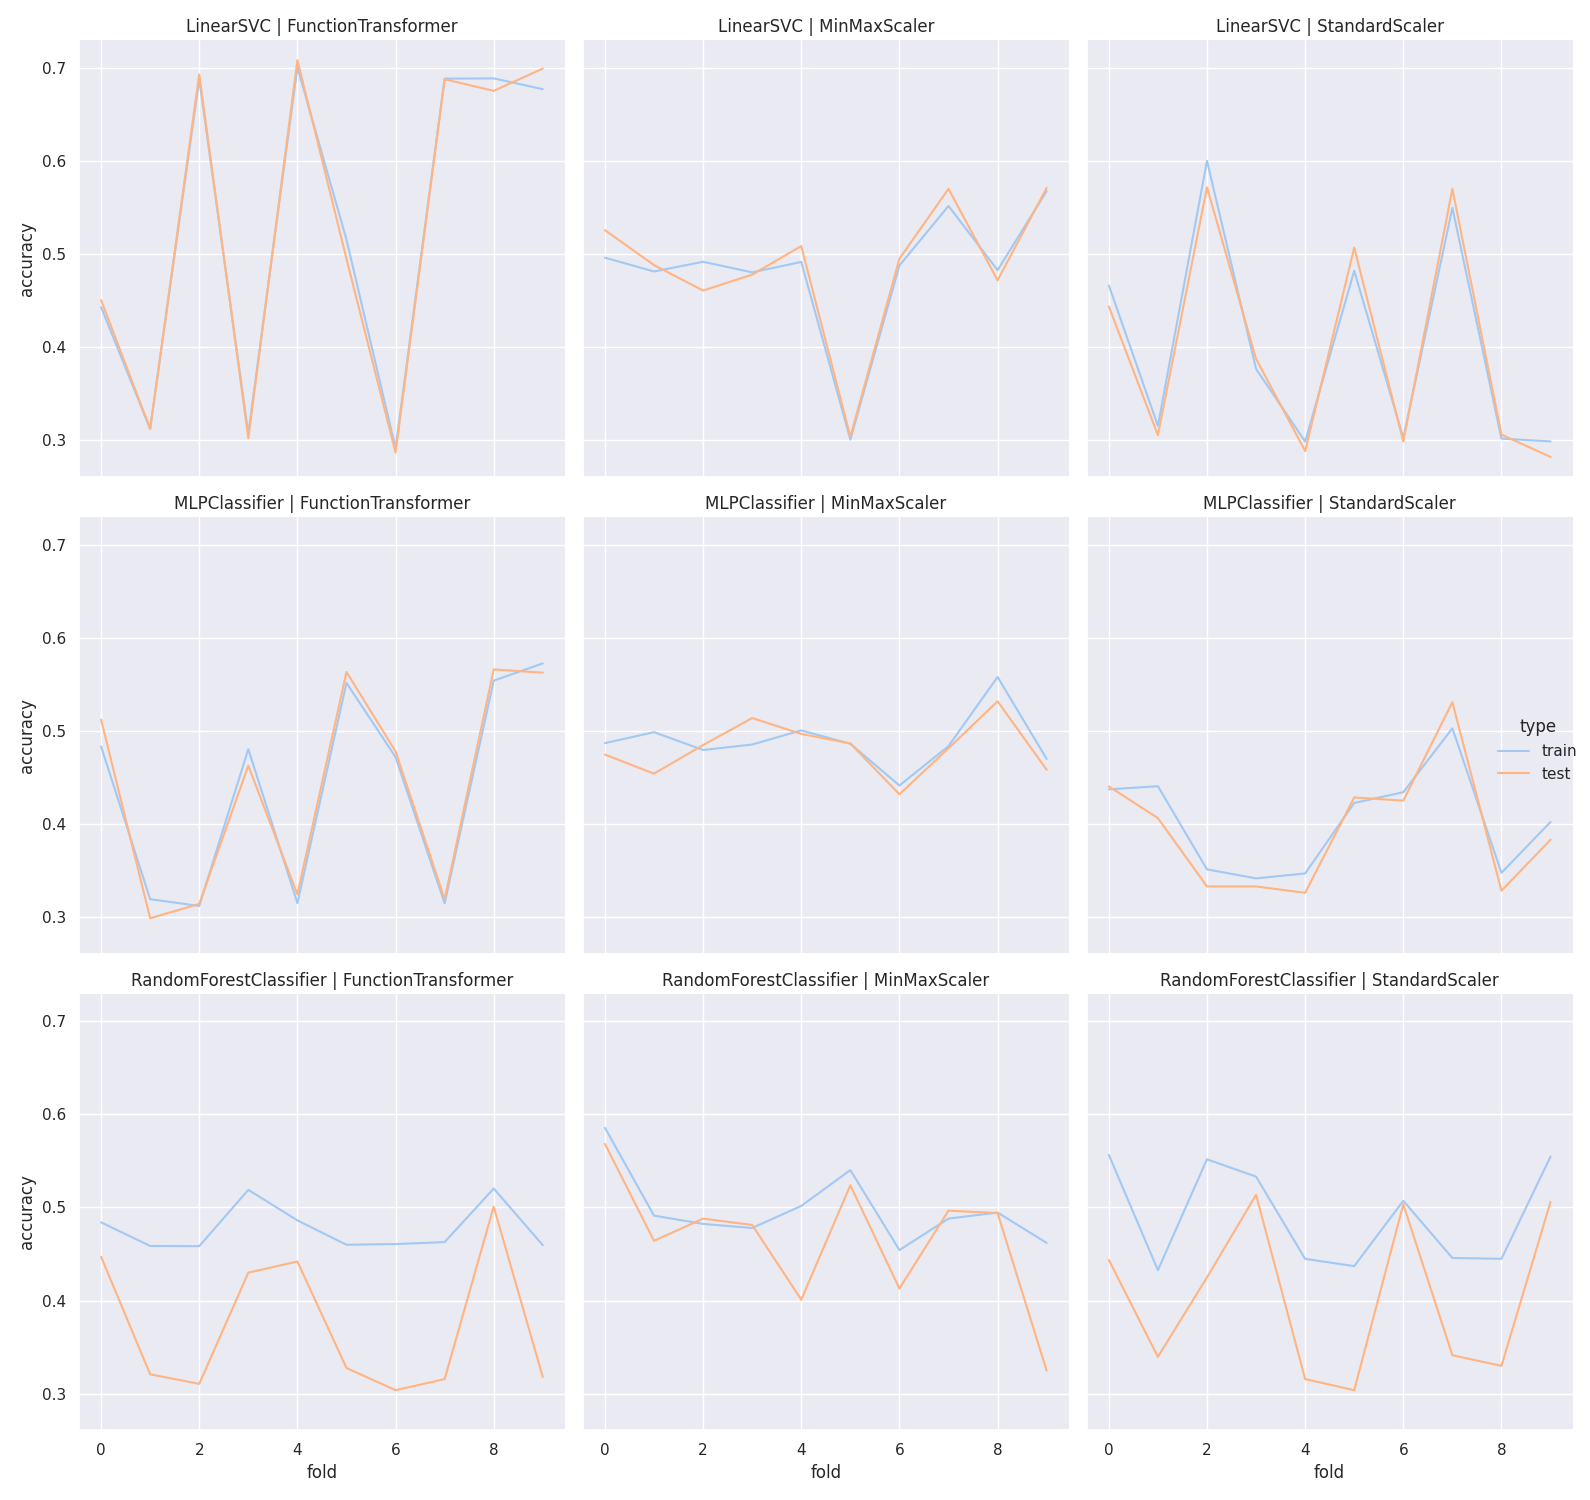 LinearSVC | FunctionTransformer
LinearSVC | MinMaxScaler
LinearSVC | StandardScaler
0.7
0.6
0.5
0.4
0.3
accuracy
MLPClassifier | FunctionTransformer
MLPClassifier | MinMaxScaler
MLPClassifier | StandardScaler
0.7
0.6
0.5
0.4
0.3
accuracy
type
train
test
RandomForestClassifier | FunctionTransformer
RandomForestClassifier | MinMaxScaler
RandomForestClassifier | StandardScaler
0.7
0.6
0.5
0.4
0.3
accuracy
0 2 4 6 8
fold
0 2 4 6 8
fold
0 2 4 6 8
fold